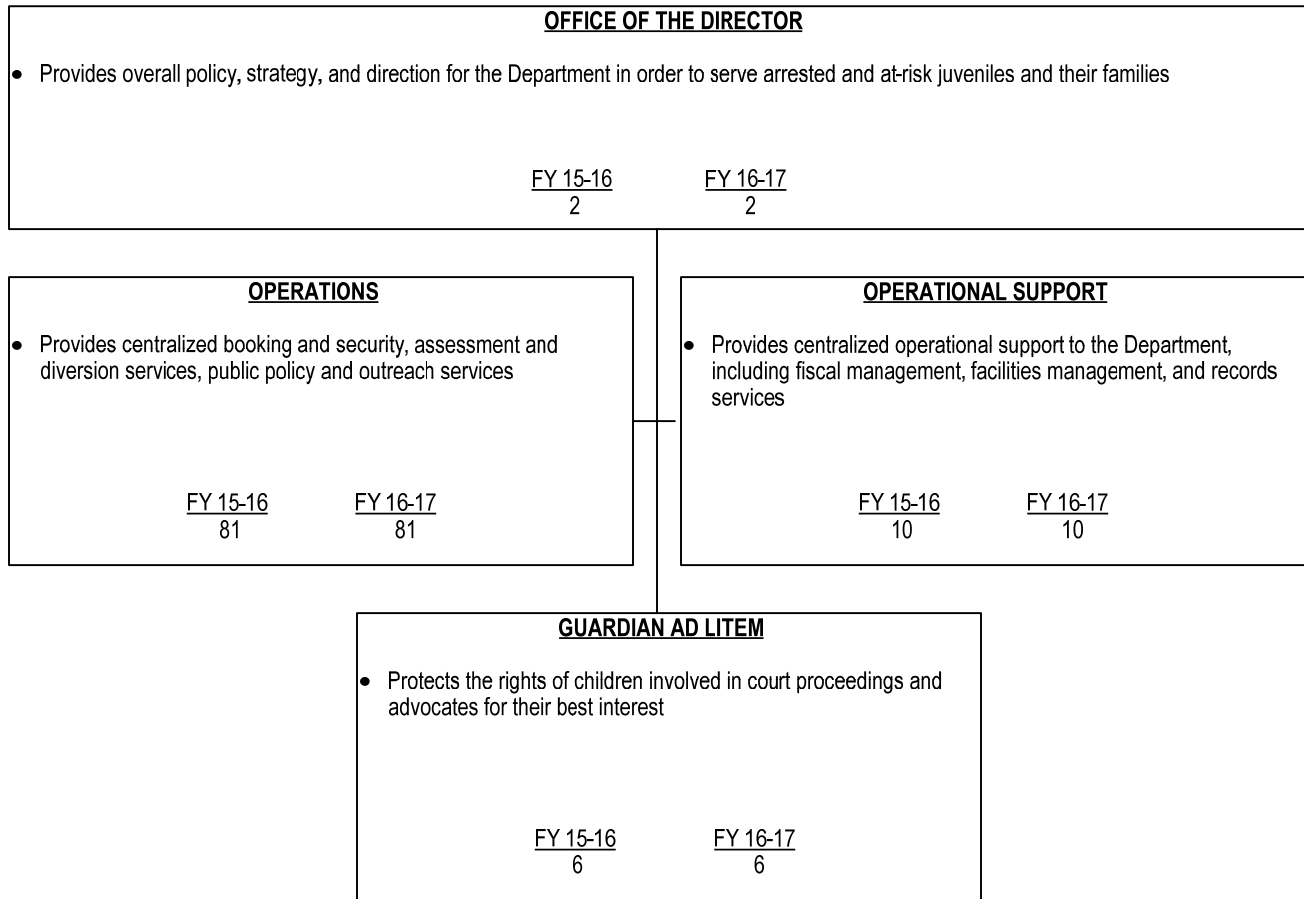 OFFICE OF THE DIRECTOR
• Provides overall policy, strategy, and direction for the Department in order to serve arrested and at-risk juveniles and their families
FY 15-16 FY 16-17
2 2
OPERATIONS
• Provides centralized booking and security, assessment and
diversion services, public policy and outreach services
FY 15-16 FY 16-17
81 81
OPERATIONAL SUPPORT
• Provides centralized operational support to the Department,
including fiscal management, facilities management, and records
services
FY 15-16 FY 16-17
10 10
GUARDIAN AD LITEM
• Protects the rights of children involved in court proceedings and
advocates for their best interest
FY 15-16 FY 16-17
6 6